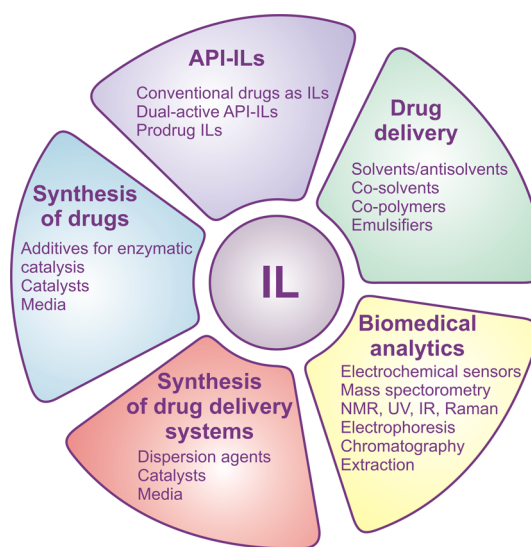 API-ILs
Conventional drugs as ILs
Dual-active API-ILs
Prodrug ILs
Drug
delivery
Solvents/antisolvents
Co-solvents
Co-polymers
Emulsifiers
Synthesis
of drugs
Additives for enzymatic
catalysis
Catalysts
Media
IL
Biomedical
analytics
Electrochemical sensors
Mass spectorometry
NMR, UV, IR, Raman
Electrophoresis
Chromatography
Extraction
Synthesis
of drug delivery
systems
Dispersion agents
Catalysts
Media